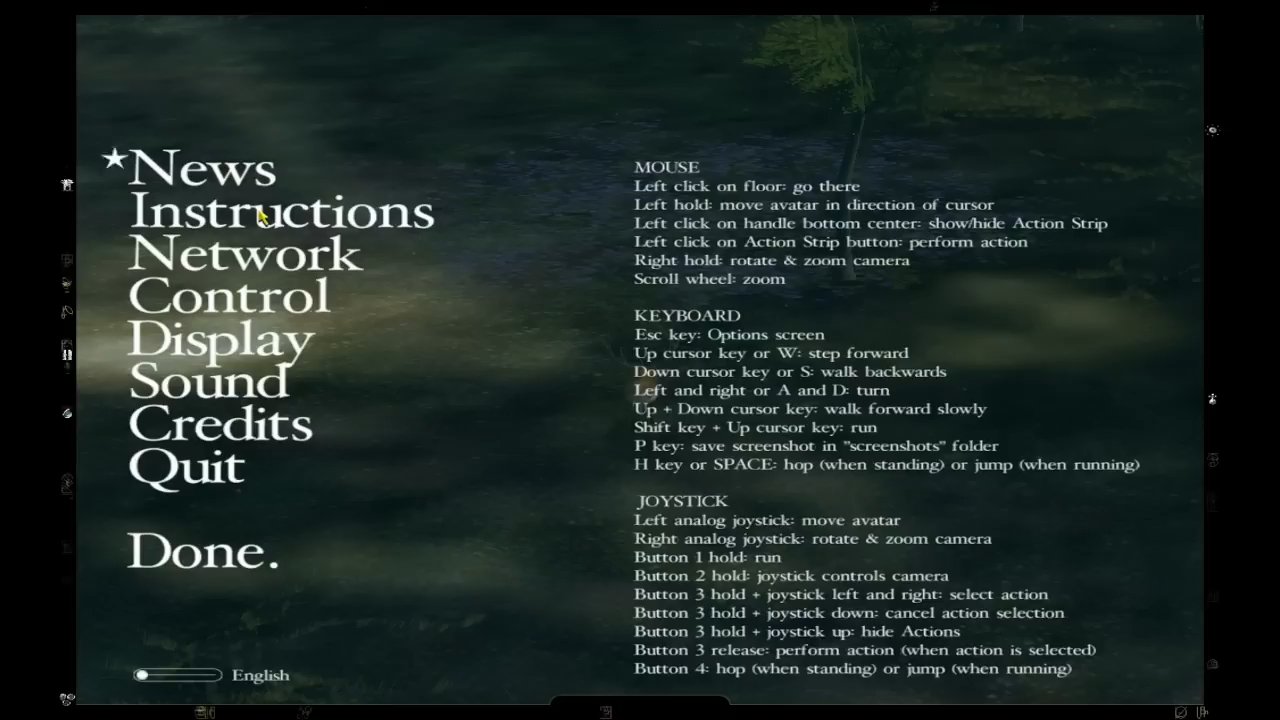 ★News
Instructions
Network
Control
Display
Sound
Credits
Quit
Done.
English
MOUSE
Left click on floor: go there
Left hold: move avatar in direction of cursor
Left click on handle bottom center: show/hide Action Strip
Left click on Action Strip button: perform action
Right hold: rotate & zoom camera
Scroll wheel: zoom
KEYBOARD
Esc key: Options screen
Up cursor key or W: step forward
Down cursor key or S: walk backwards
Left and right or A and D: turn
Up + Down cursor key: walk forward slowly
Shift key + Up cursor key: run
P key: save screenshot in "screenshots" folder
H key or SPACE: hop (when standing) or jump (when running)
JOYSTICK
Left analog joystick: move avatar
Right analog joystick: rotate & zoom camera
Button 1 hold: run
Button 2 hold: joystick controls camera
Button 3 hold + joystick left and right: select action
Button 3 hold + joystick down: cancel action selection
Button 3 hold + joystick up: hide Actions
Button 3 release: perform action (when action is selected)
Button 4: hop (when standing) or jump (when running)